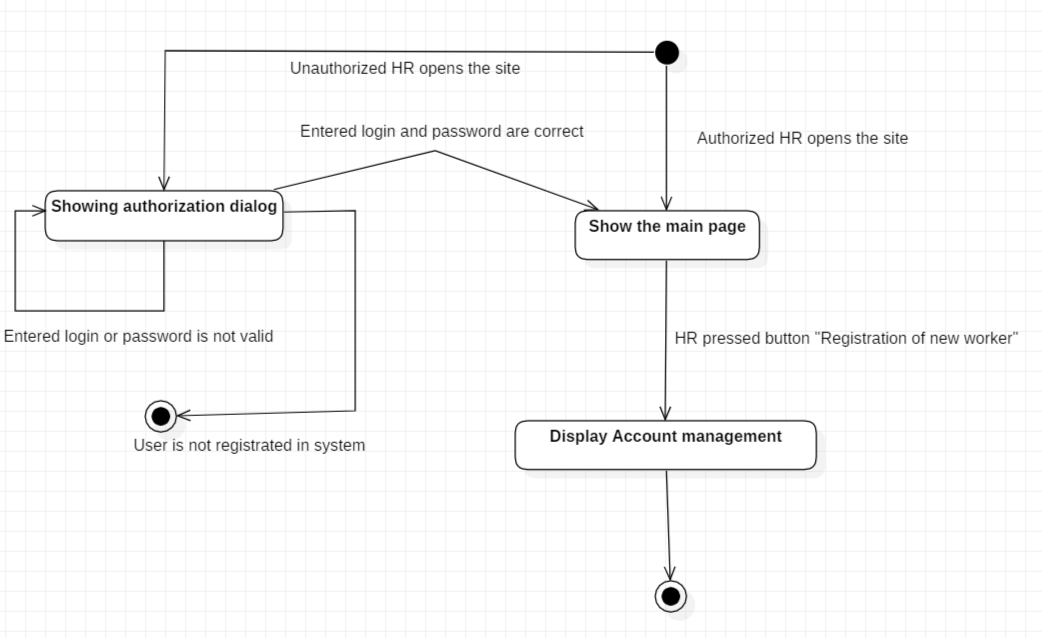 Unauthorized HR opens the site
Entered login and password are correct
Authorized HR opens the site
Showing authorization dialog
Show the main page
Entered login or password is not valid
HR pressed button "Registration of new worker"
User is not registrated in system
Display Account management